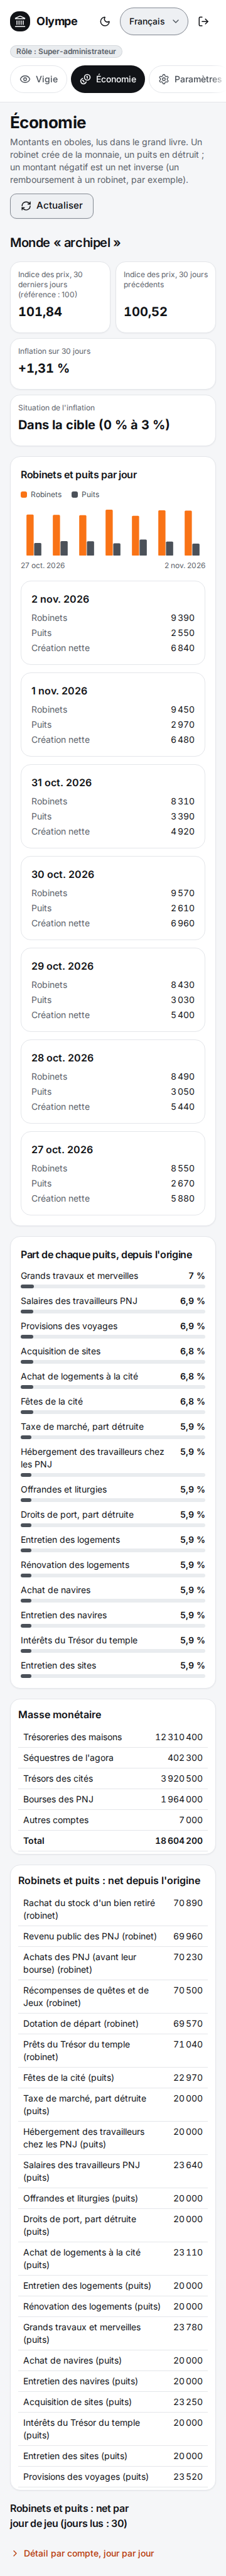 Olympe
Français
Rôle : Super-administrateur
Vigie
Économie
Paramètres
Économie
Montants en oboles, lus dans le grand livre. Un
robinet crée de la monnaie, un puits en détruit ;
un montant négatif est un net inverse (un
remboursement à un robinet, par exemple).
Actualiser
Monde « archipel »
Indice des prix, 30
derniers jours
(référence : 100)
101,84
Indice des prix, 30 jours
précédents
100,52
Inflation sur 30 jours
+1,31 %
Situation de l'inflation
Dans la cible (0 % à 3 %)
Robinets et puits par jour
Robinets
Puits
27 oct. 2026
2 nov. 2026
2 nov. 2026
Robinets 9 390
Puits 2 550
Création nette 6 840
1 nov. 2026
Robinets 9 450
Puits 2 970
Création nette 6 480
31 oct. 2026
Robinets 8 310
Puits 3 390
Création nette 4 920
30 oct. 2026
Robinets 9 570
Puits 2 610
Création nette 6 960
29 oct. 2026
Robinets 8 430
Puits 3 030
Création nette 5 400
28 oct. 2026
Robinets 8 490
Puits 3 050
Création nette 5 440
27 oct. 2026
Robinets 8 550
Puits 2 670
Création nette 5 880
Part de chaque puits, depuis l'origine
Grands travaux et merveilles 7 %
Salaires des travailleurs PNJ 6,9 %
Provisions des voyages 6,9 %
Acquisition de sites 6,8 %
Achat de logements à la cité 6,8 %
Fêtes de la cité 6,8 %
Taxe de marché, part détruite 5,9 %
Hébergement des travailleurs chez 5,9 %
les PNJ
Offrandes et liturgies 5,9 %
Droits de port, part détruite 5,9 %
Entretien des logements 5,9 %
Rénovation des logements 5,9 %
Achat de navires 5,9 %
Entretien des navires 5,9 %
Intérêts du Trésor du temple 5,9 %
Entretien des sites 5,9 %
Masse monétaire
Trésoreries des maisons 12 310 400
Séquestres de l'agora 402 300
Trésors des cités 3 920 500
Bourses des PNJ 1 964 000
Autres comptes 7 000
Total 18 604 200
Robinets et puits : net depuis l'origine
Rachat du stock d'un bien retiré 70 890
(robinet)
Revenu public des PNJ (robinet) 69 960
Achats des PNJ (avant leur 70 230
bourse) (robinet)
Récompenses de quêtes et de 70 500
Jeux (robinet)
Dotation de départ (robinet) 69 570
Prêts du Trésor du temple 71 040
(robinet)
Fêtes de la cité (puits) 22 970
Taxe de marché, part détruite 20 000
(puits)
Hébergement des travailleurs 20 000
chez les PNJ (puits)
Salaires des travailleurs PNJ 23 640
(puits)
Offrandes et liturgies (puits) 20 000
Droits de port, part détruite 20 000
(puits)
Achat de logements à la cité 23 110
(puits)
Entretien des logements (puits) 20 000
Rénovation des logements (puits) 20 000
Grands travaux et merveilles 23 780
(puits)
Achat de navires (puits) 20 000
Entretien des navires (puits) 20 000
Acquisition de sites (puits) 23 250
Intérêts du Trésor du temple 20 000
(puits)
Entretien des sites (puits) 20 000
Provisions des voyages (puits) 23 520
Robinets et puits : net par
jour de jeu (jours lus : 30)
Détail par compte, jour par jour